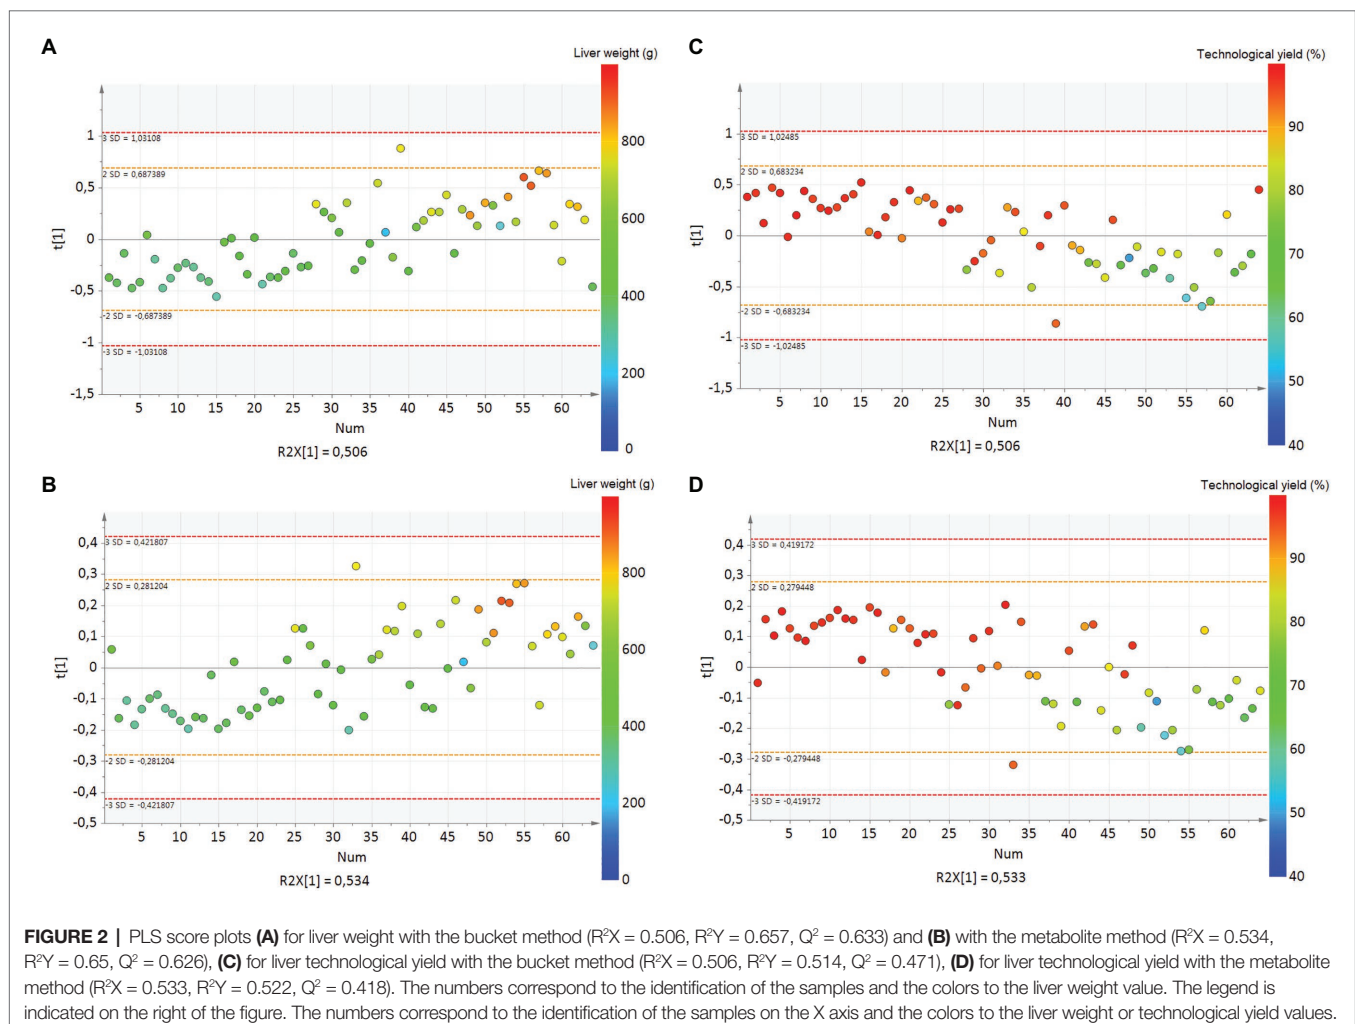 A
Liver weight (g)
1
0,5
0
-0,5
-1
-1,5
t[1]
3 SD = 1,03108
2 SD = 0,687389
-2 SD = -0,687389
-3 SD = -1,03108
5 10 15 20 25 30 35 40 45 50 55 60
Num
R2X[1] = 0,506
800
600
400
200
0
C
Technological yield (%)
1
0,5
0
-0,5
-1
-1,5
t[1]
3 SD = 1,02485
2 SD = 0,683234
-2 SD = -0,683234
-3 SD = -1,02485
5 10 15 20 25 30 35 40 45 50 55 60
Num
R2X[1] = 0,506
90
80
70
60
50
40
B
Liver weight (g)
0,4
0,3
0,2
0,1
0
-0,1
-0,2
-0,3
-0,4
-0,5
t[1]
3 SD = 0,421807
2 SD = 0,281204
-2 SD = -0,281204
-3 SD = -0,421807
5 10 15 20 25 30 35 40 45 50 55 60
Num
R2X[1] = 0,534
800
600
400
200
0
D
Technological yield (%)
0,4
0,3
0,2
0,1
0
-0,1
-0,2
-0,3
0,4
-0,5
t[1]
3 SD = 0,419172
2 SD = 0,279448
-2 SD = -0,279448
-3 SD = -0,419172
5 10 15 20 25 30 35 40 45 50 55 60
Num
R2X[1] = 0,533
90
80
70
60
50
40
FIGURE 2 | PLS score plots (A) for liver weight with the bucket method (R²X = 0.506, R²Y = 0.657, Q² = 0.633) and (B) with the metabolite method (R²X = 0.534,
R²Y = 0.65, Q² = 0.626), (C) for liver technological yield with the bucket method (R²X = 0.506, R²Y = 0.514, Q² = 0.471), (D) for liver technological yield with the metabolite
method (R²X = 0.533, R²Y = 0.522, Q² = 0.418). The numbers correspond to the identification of the samples and the colors to the liver weight value. The legend is
indicated on the right of the figure. The numbers correspond to the identification of the samples on the X axis and the colors to the liver weight or technological yield values.